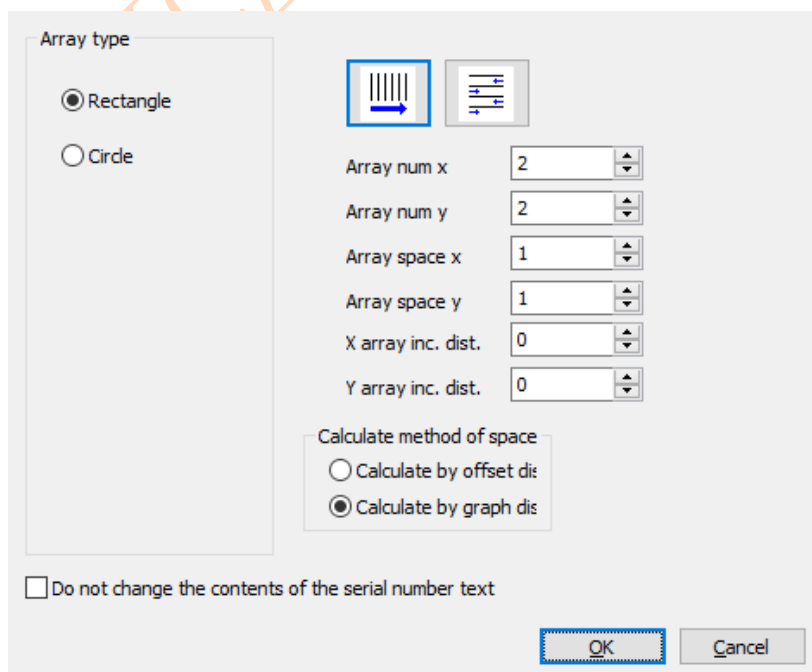 Array type
Rectangle
Circle
Array num x 2
Array num y 2
Array space x 1
Array space y 1
X array inc. dist. 0
Y array inc. dist. 0
Calculate method of space
Calculate by offset dis
Calculate by graph dis
Do not change the contents of the serial number text
OK Cancel